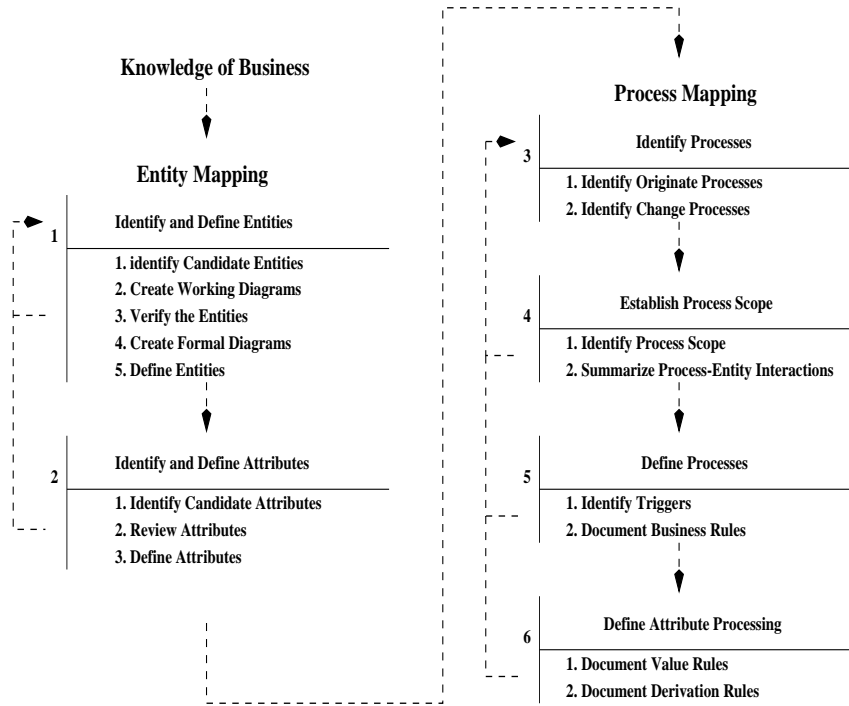 Knowledge of Business
Entity Mapping
1
Identify and Define Entities
1. identify Candidate Entities
2. Create Working Diagrams
3. Verify the Entities
4. Create Formal Diagrams
5. Define Entities
2
Identify and Define Attributes
1. Identify Candidate Attributes
2. Review Attributes
3. Define Attributes
Process Mapping
3
Identify Processes
1. Identify Originate Processes
2. Identify Change Processes
4
Establish Process Scope
1. Identify Process Scope
2. Summarize Process-Entity Interactions
5
Define Processes
1. Identify Triggers
2. Document Business Rules
6
Define Attribute Processing
1. Document Value Rules
2. Document Derivation Rules